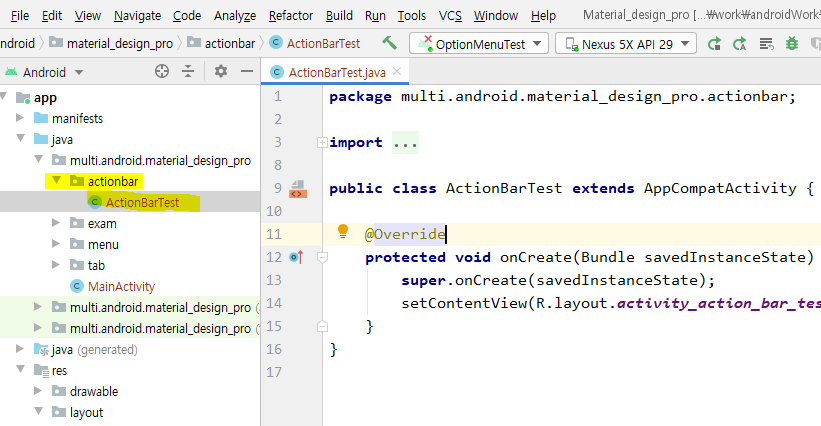 File Edit View Navigate Code Analyze Refactor Build Run Tools VCS Window Help Material_design_pro [...₩work₩androidWork₩
ndroid material_design_pro actionbar ActionBarTest OptionMenuTest Nexus 5X API 29
Android ActionBarTest.java
app 1 package multi.android.material_design_pro.actionbar;
manifests 2
java 3 import ...
multi.android.material_design_pro 8
actionbar 9 public class ActionBarTest extends AppCompatActivity {
ActionBarTest 10
exam 11 @Override
menu 12 protected void onCreate(Bundle savedInstanceState)
tab 13 super.onCreate(savedInstanceState);
MainActivity 14 setContentView(R.layout.activity_action_bar_tes
multi.android.material_design_pro 15 }
multi.android.material_design_pro 16 }
java (generated) 17
res
drawable
layout